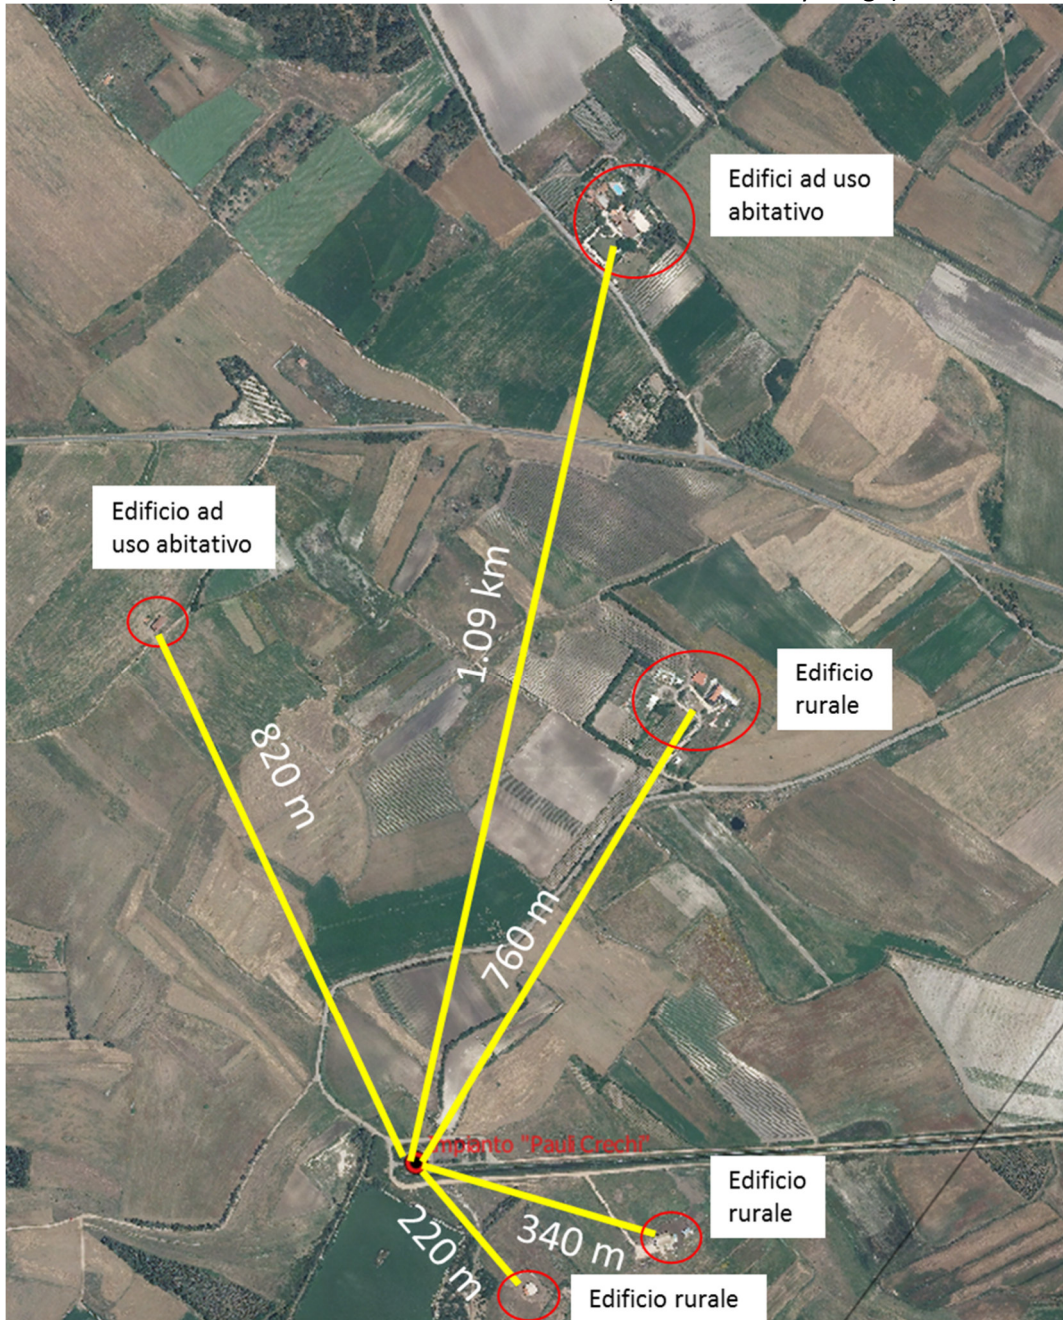 Edifici ad uso
abitativo
Edificio ad
uso abitativo
1.09 km
Edificio
rurale
820 m
760 m
Impianto "Pauli Crechi"
Edificio
rurale
220 m
340 m
Edificio rurale